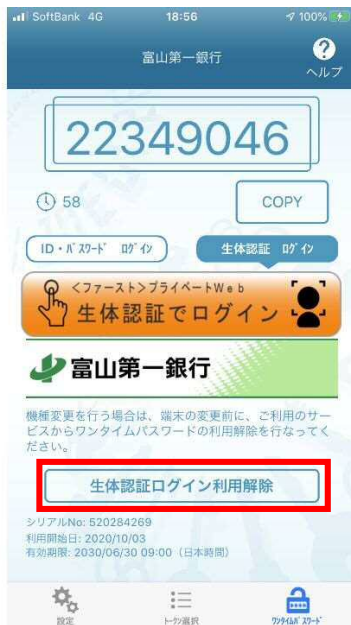 SoftBank 4G 18:56 100%
富山第一銀行
?
ヘルプ
22349046
58
COPY
ID・パスワード ログイン
生体認証 ログイン
<ファースト>プライベートWeb
生体認証でログイン
富山第一銀行
機種変更を行う場合は、端末の変更前に、ご利用のサー
ビスからワンタイムパスワードの利用解除を行なってく
ださい。
生体認証ログイン利用解除
シリアルNo: 520284269
利用開始日: 2020/10/03
有効期限: 2030/06/30 09:00（日本時間）
設定
トークン選択
ワンタイムパスワード